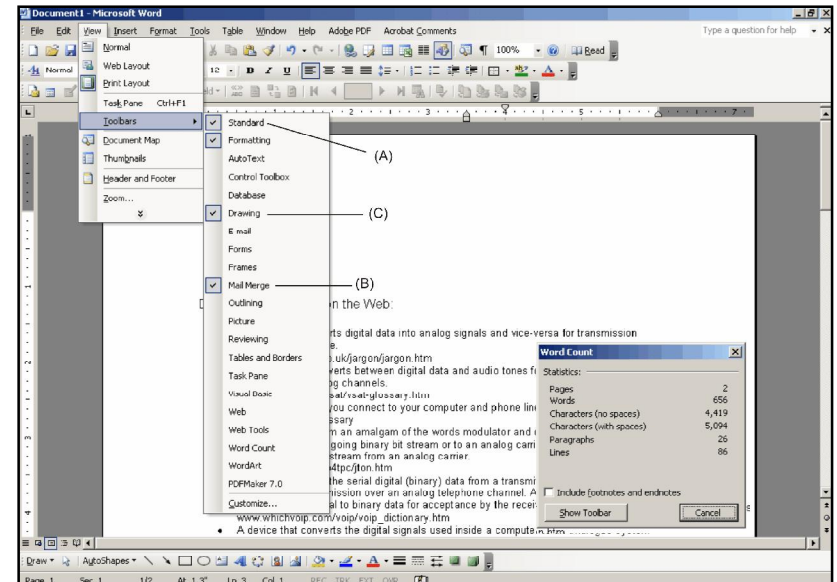 Document1 - Microsoft Word
File Edit View Insert Format Tools Table Window Help Adobe PDF Acrobat Comments Type a question for help
Normal
Web Layout
Print Layout
Task Pane Ctrl+F1
Toolbars
Document Map
Thumbnails
Header and Footer
Zoom...
Normal 12 B I U
100% Read
2 3 4 5 7
Standard (A)
Formatting
AutoText
Control Toolbox
Database
Drawing (C)
E-mail
Forms
Frames
Mail Merge (B)
Outlining
Picture
Reviewing
Tables and Borders
Task Pane
Visual Basic
Web
Web Tools
Word Count
WordArt
PDFMaker 7.0
Customize...
on the Web:
digital data into analog signals and vice-versa for transmission
.uk/jargon/jargon.htm
between digital data and audio tones
channels.
sat/vsat-glossary.htm
you connect to your computer and phone
an amalgam of the words modulator and
going binary bit stream or to an analog
stream from an analog carrier.
4tpc/jton.htm
the serial digital (binary) data from a
over an analog telephone channel. A
to binary data for acceptance by the
www.whichvoip.com/voip/voip_dictionary.htm
• A device that converts the digital signals used inside a
Word Count
Statistics:
Pages 2
Words 656
Characters (no spaces) 4,419
Characters (with spaces) 5,094
Paragraphs 26
Lines 86
Include footnotes and endnotes
Show Toolbar Cancel
Draw AutoShapes
Page 1 Sec 1 1/2 At 1.3" Ln 3 Col 1 REC TRK EXT OVR